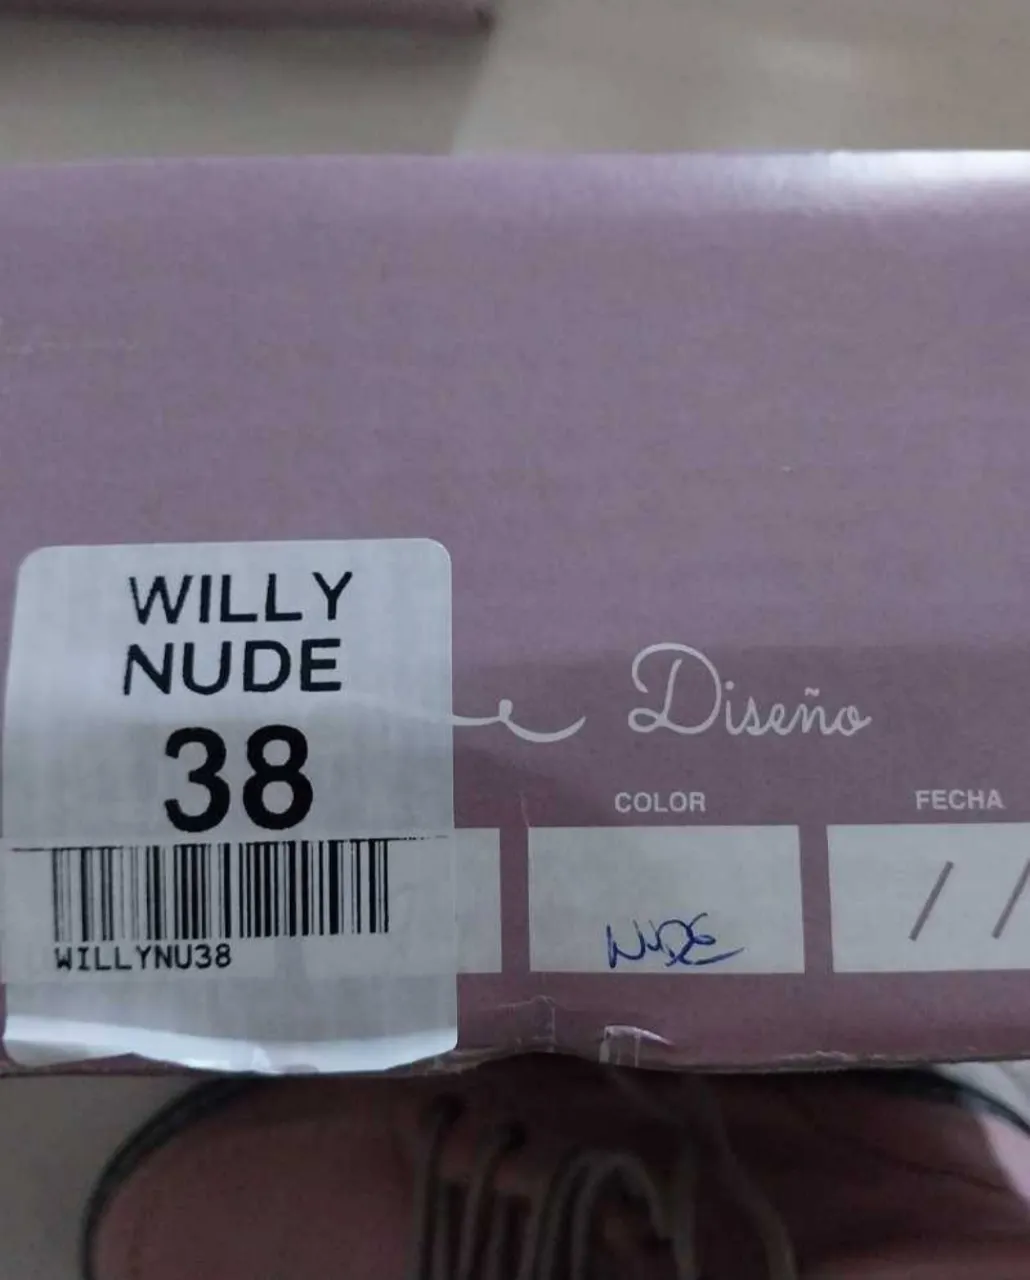 WILLY
NUDE
38
WILLYNU38
Diseño
COLOR
FECHA
NUDE
/ /